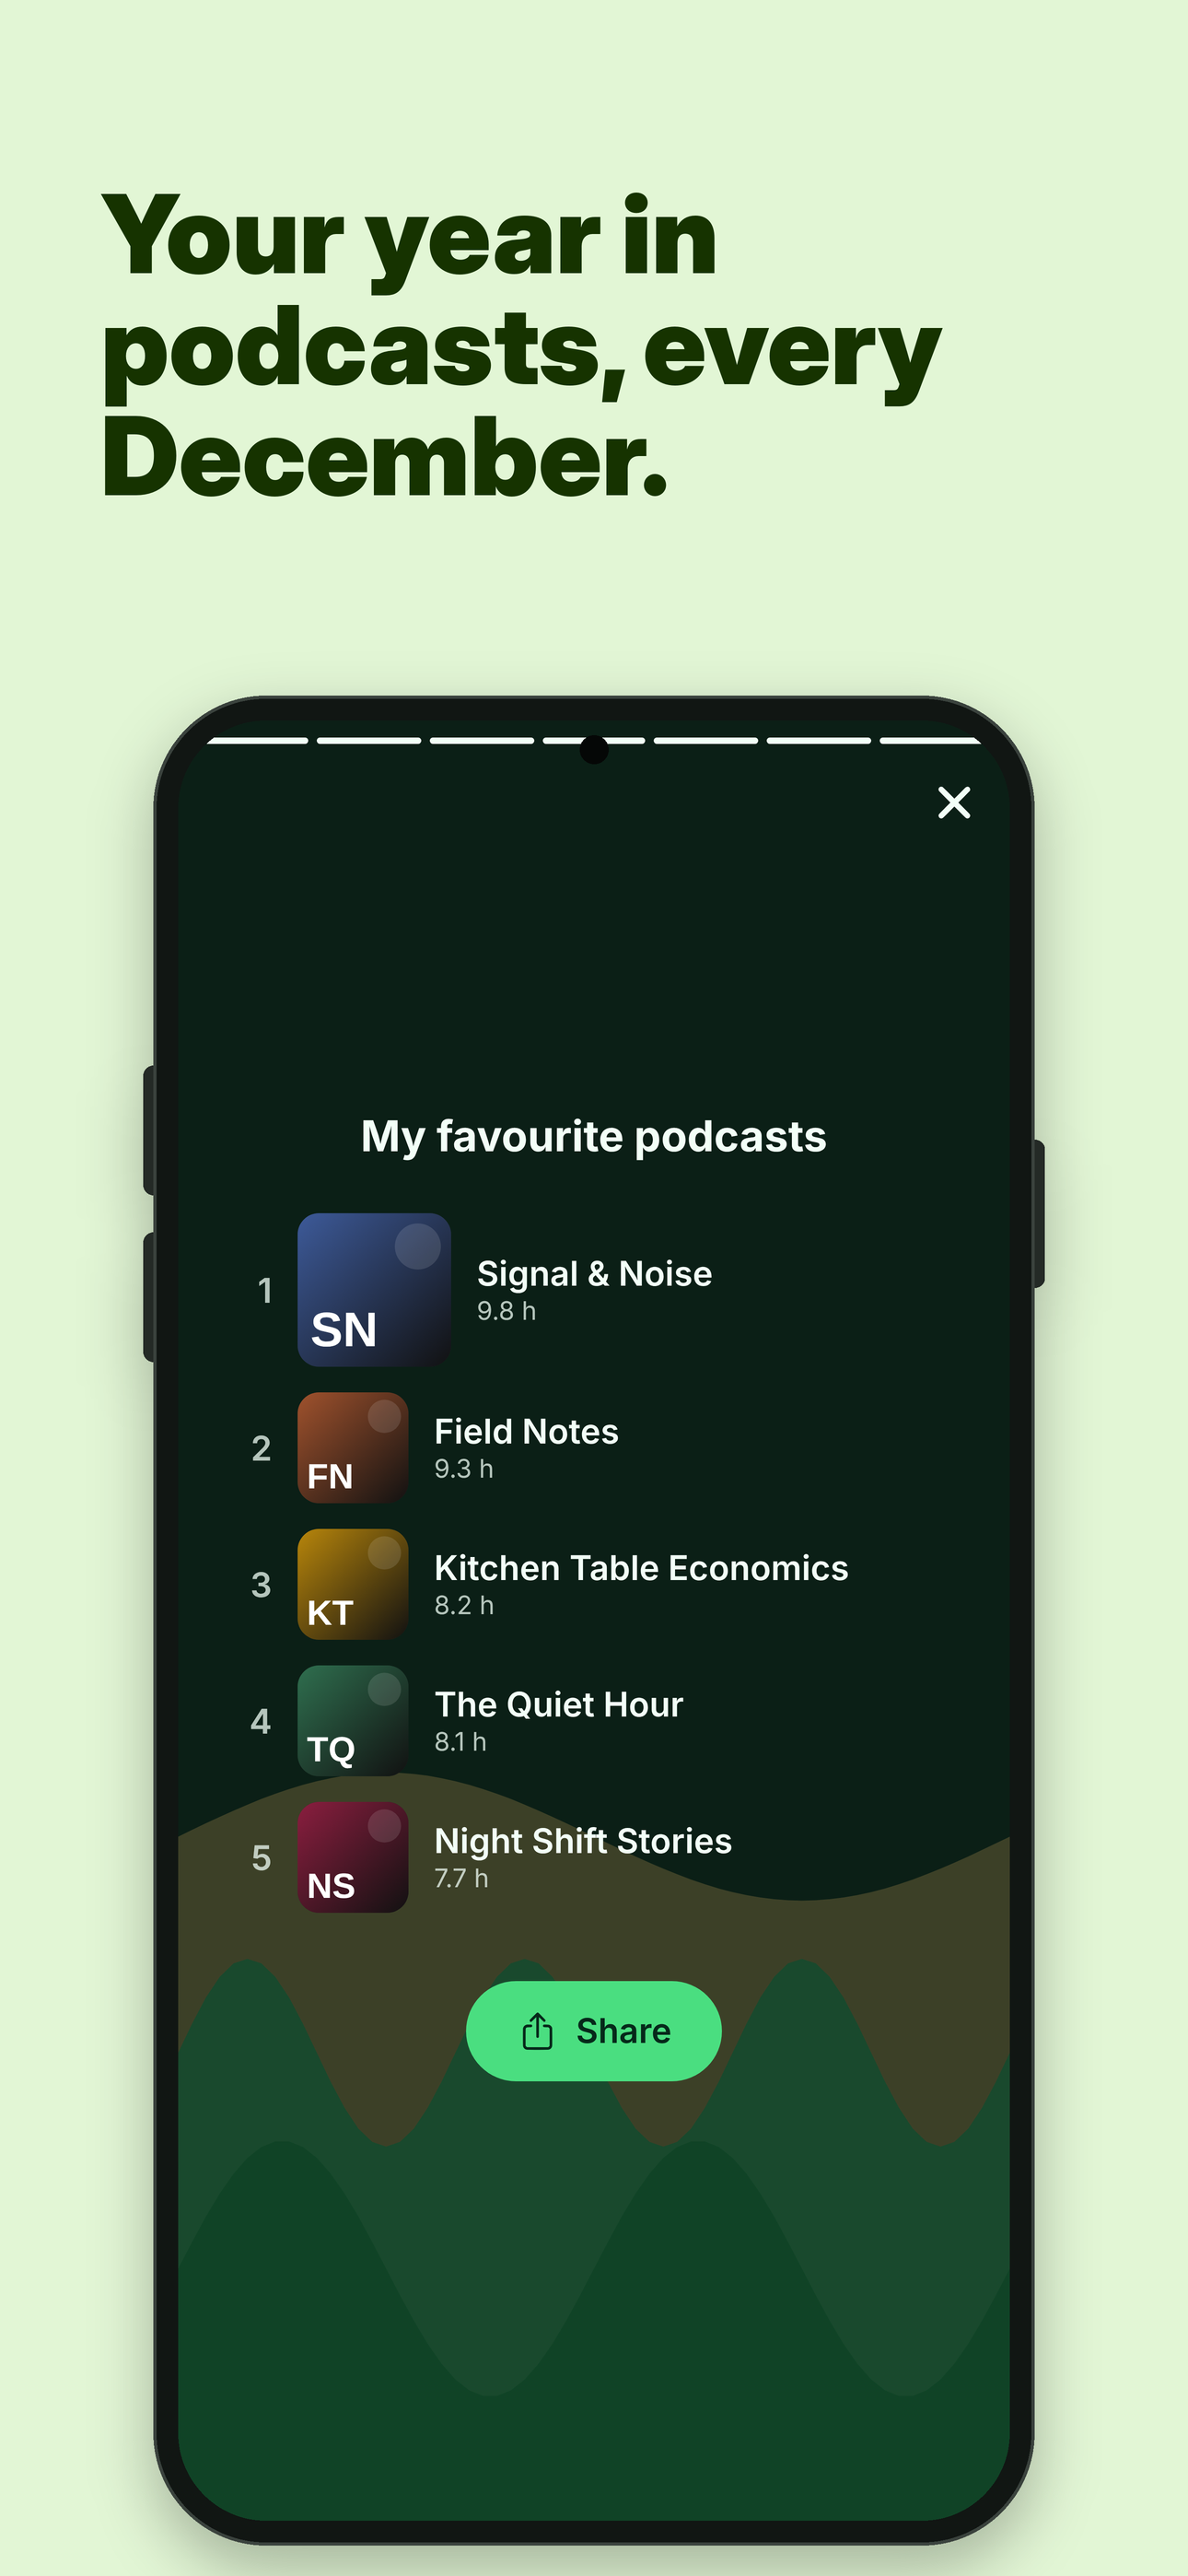 Your year in
podcasts, every
December.
My favourite podcasts
1
SN
Signal & Noise
9.8 h
2
FN
Field Notes
9.3 h
3
KT
Kitchen Table Economics
8.2 h
4
TQ
The Quiet Hour
8.1 h
5
NS
Night Shift Stories
7.7 h
Share